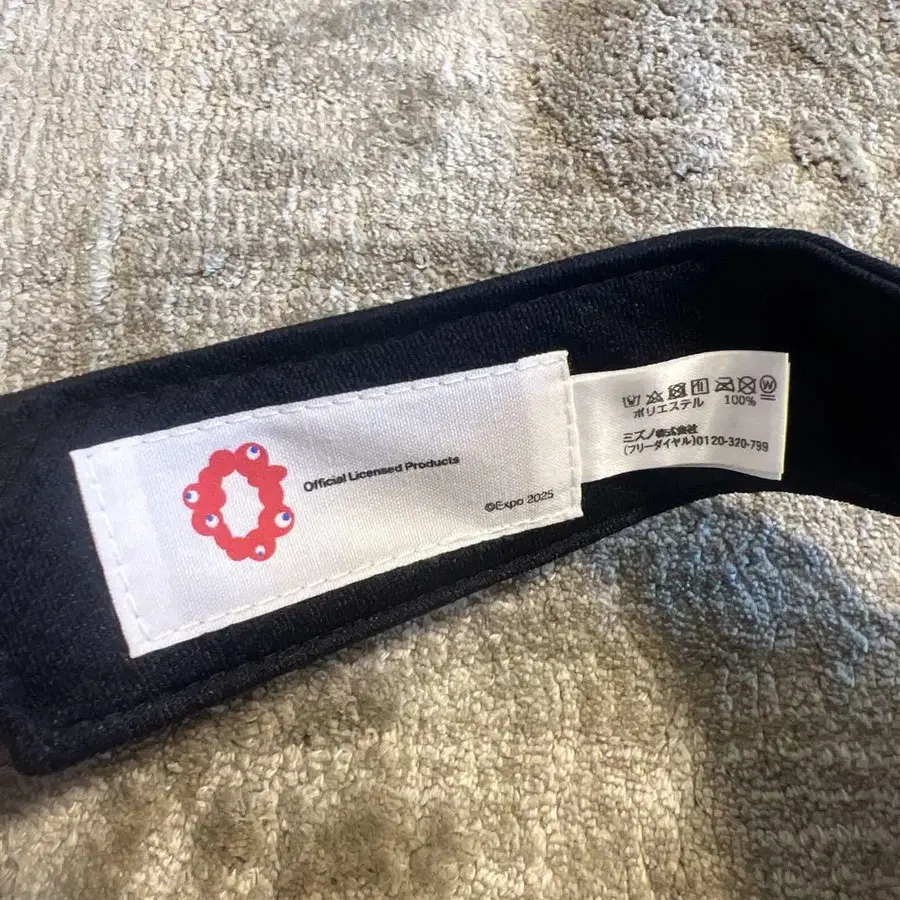 Official Licensed Products
©Expo 2025
ポリエステル 100%
ミズノ株式会社
(フリーダイヤル)0120-320-799